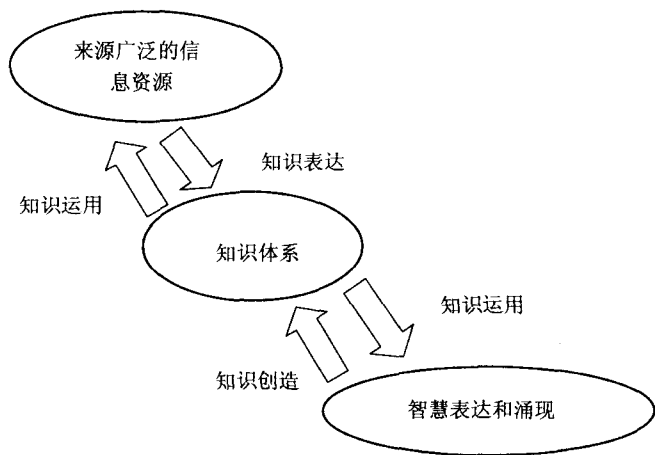 来源广泛的信
息资源
知识表达
知识运用
知识体系
知识运用
知识创造
智慧表达和涌现